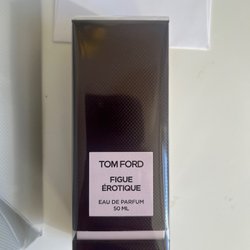 TOM FORD
FIGUE
ÉROTIQUE
EAU DE PARFUM
50 ML